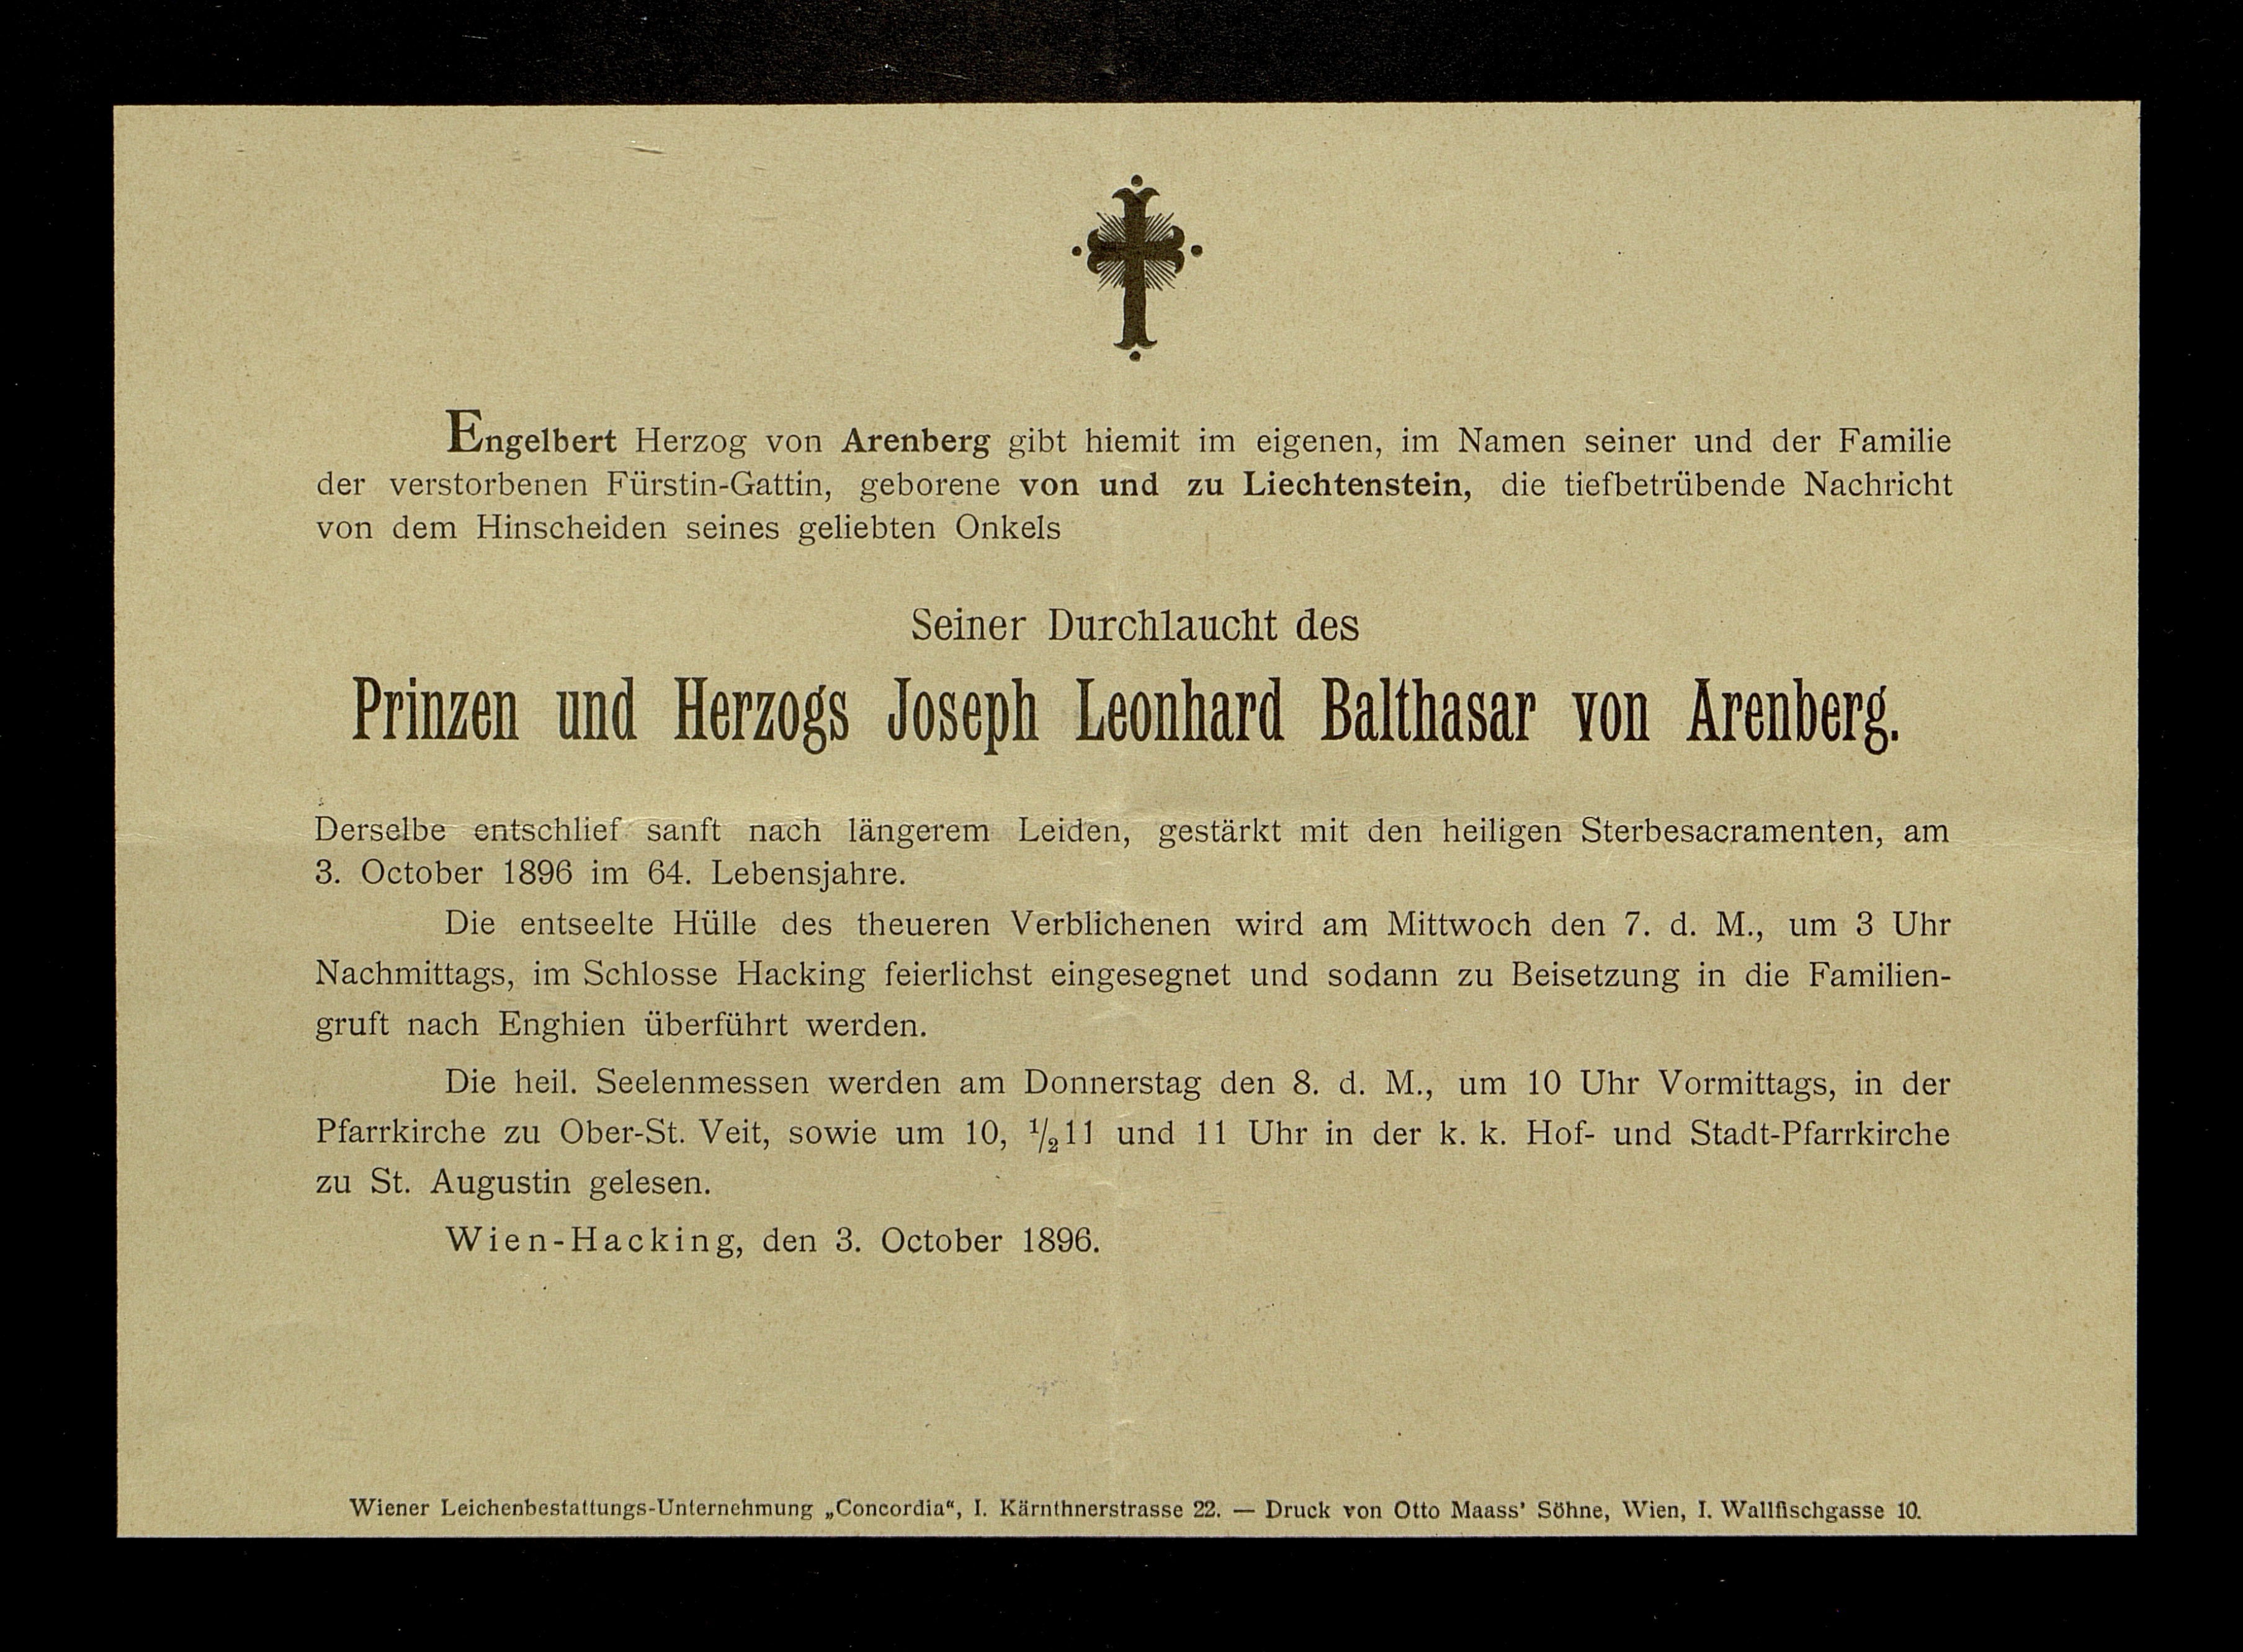 Engelbert Herzog von Arenberg gibt hiemit im eigenen, im Namen seiner und der Familie
der verstorbenen Fürstin-Gattin, geborene von und zu Liechtenstein, die tiefbetrübende Nachricht
von dem Hinscheiden seines geliebten Onkels
Seiner Durchlaucht des
Prinzen und Herzogs Joseph Leonhard Balthasar von Arenberg.
Derselbe entschlief sanft nach längerem Leiden, gestärkt mit den heiligen Sterbesacramenten, am
3. October 1896 im 64. Lebensjahre.
Die entseelte Hülle des theueren Verblichenen wird am Mittwoch den 7. d. M., um 3 Uhr
Nachmittags, im Schlosse Hacking feierlichst eingesegnet und sodann zu Beisetzung in die Familien-
gruft nach Enghien überführt werden.
Die heil. Seelenmessen werden am Donnerstag den 8. d. M., um 10 Uhr Vormittags, in der
Pfarrkirche zu Ober-St. Veit, sowie um 10, 1/211 und 11 Uhr in der k. k. Hof- und Stadt-Pfarrkirche
zu St. Augustin gelesen.
Wien-Hacking, den 3. October 1896.
Wiener Leichenbestattungs-Unternehmung „Concordia“, I. Kärnthnerstrasse 22. — Druck von Otto Maass' Söhne, Wien, I. Wallfischgasse 10.